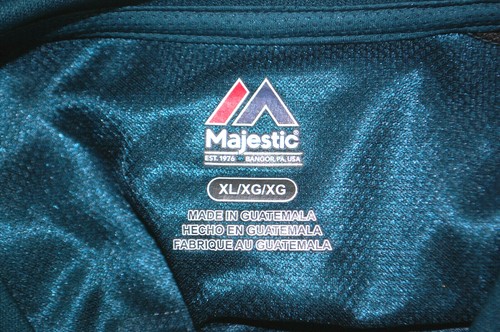 Majestic
EST. 1976 - BANGOR, PA, USA
XL/XG/XG
MADE IN GUATEMALA
HECHO EN GUATEMALA
FABRIQUE AU GUATEMALA